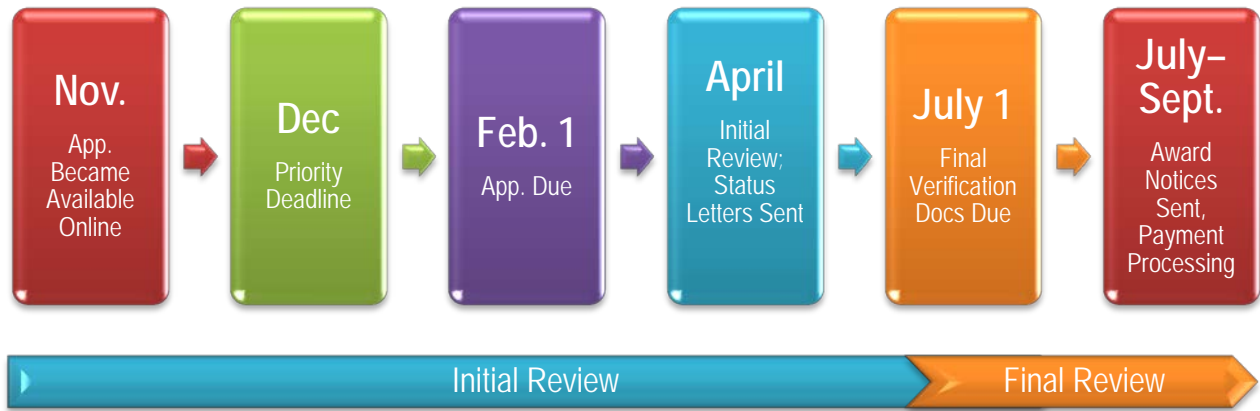 Nov.
App.
Became
Available
Online
Dec
Priority
Deadline
Feb. 1
App. Due
April
Initial
Review;
Status
Letters Sent
July 1
Final
Verification
Docs Due
July–
Sept.
Award
Notices
Sent,
Payment
Processing
Initial Review
Final Review